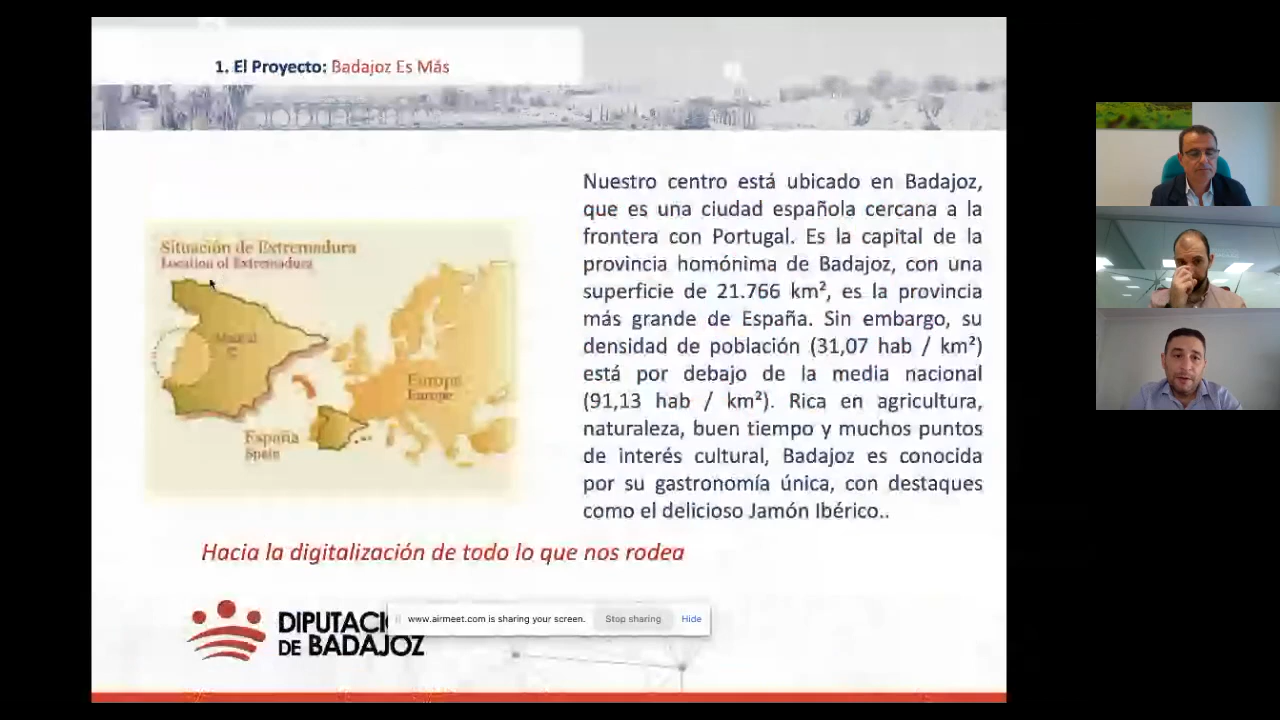 1. El Proyecto: Badajoz Es Más
Nuestro centro está ubicado en Badajoz,
que es una ciudad española cercana a la
frontera con Portugal. Es la capital de la
provincia homónima de Badajoz, con una
superficie de 21.766 km², es la provincia
más grande de España. Sin embargo, su
densidad de población (31,07 hab / km²)
está por debajo de la media nacional
(91,13 hab / km²). Rica en agricultura,
naturaleza, buen tiempo y muchos puntos
de interés cultural, Badajoz es conocida
por su gastronomía única, con destaques
como el delicioso Jamón Ibérico..
Situación de Extremadura
Location of Extremadura
Madrid
Europa
Europe
España
Spain
Hacia la digitalización de todo lo que nos rodea
DIPUTACI
DE BADAJOZ
www.airmeet.com is sharing your screen.
Stop sharing
Hide